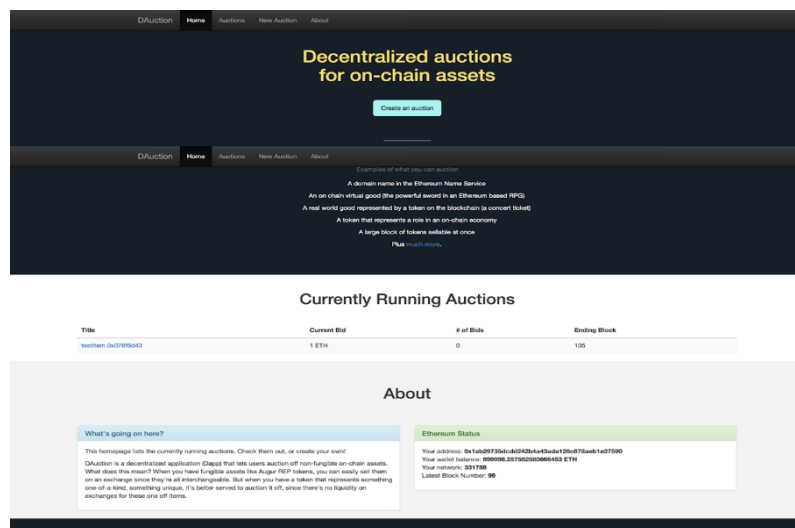 DAuction Home Auctions New Auction About
Decentralized auctions
for on-chain assets
Create an auction
DAuction Home Auctions New Auction About
Examples of what you can auction
A domain name in the Ethereum Name Service
An on chain virtual good (the powerful sword in an Ethereum based RPG)
A real world good represented by a token on the blockchain (a concert ticket)
A token that represents a role in an on-chain economy
A large block of tokens sellable at once
Plus much more.
Currently Running Auctions
Title Current Bid # of Bids Ending Block
1 ETH 0 105
About
What's going on here?
This homepage lists the currently running auctions. Check them out, or create your own!
DAuction is a decentralized application (Dapp) that lets users auction off non-fungible on-chain assets.
What does this mean? When you have fungible assets like Augur REP tokens, you can easily sell them
on an exchange since they're all interchangeable. But when you have a token that represents something
one-of-a-kind, something unique, it's better served to auction it off, since there's no liquidity on
exchanges for these one off items.
Ethereum Status
Your address:
Your wallet balance: ETH
Your network: 331788
Latest Block Number: 99